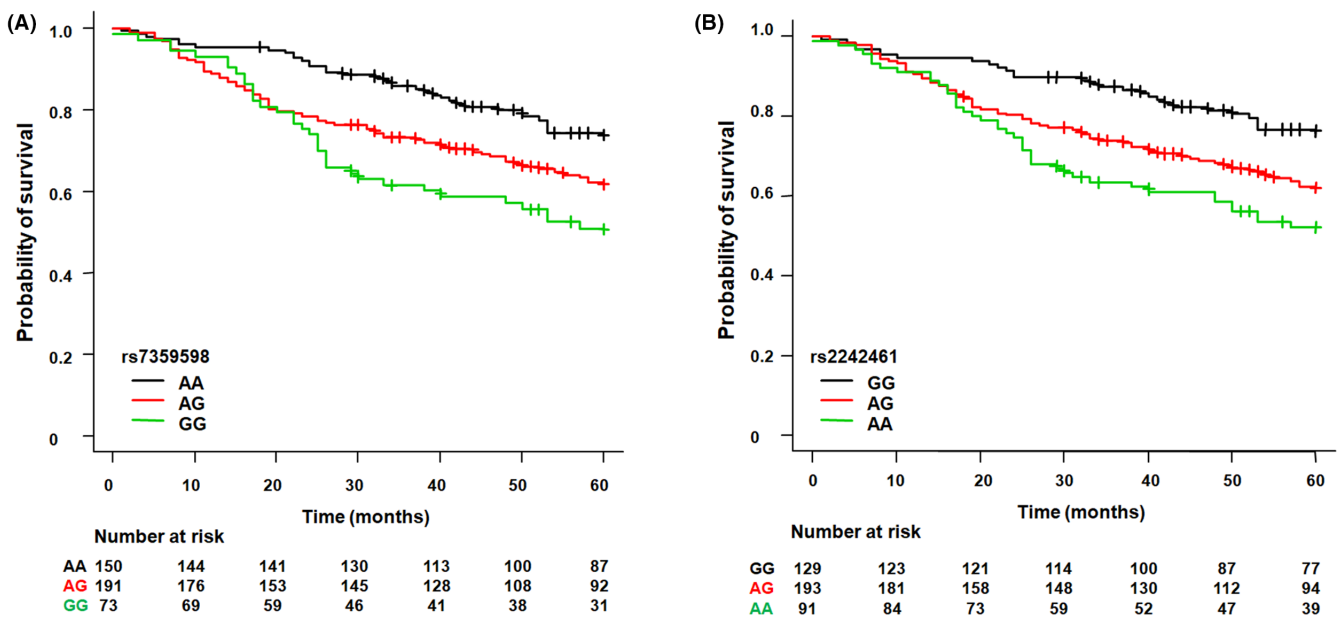 (A)
Probability of survival
1.0
0.8
0.6
0.4
0.2
0
rs7359598
AA
AG
GG
0 10 20 30 40 50 60
Time (months)
Number at risk
AA 150 144 141 130 113 100 87
AG 191 176 153 145 128 108 92
GG 73 69 59 46 41 38 31
(B)
Probability of survival
1.0
0.8
0.6
0.4
0.2
0
rs2242461
GG
AG
AA
0 10 20 30 40 50 60
Time (months)
Number at risk
GG 129 123 121 114 100 87 77
AG 193 181 158 148 130 112 94
AA 91 84 73 59 52 47 39